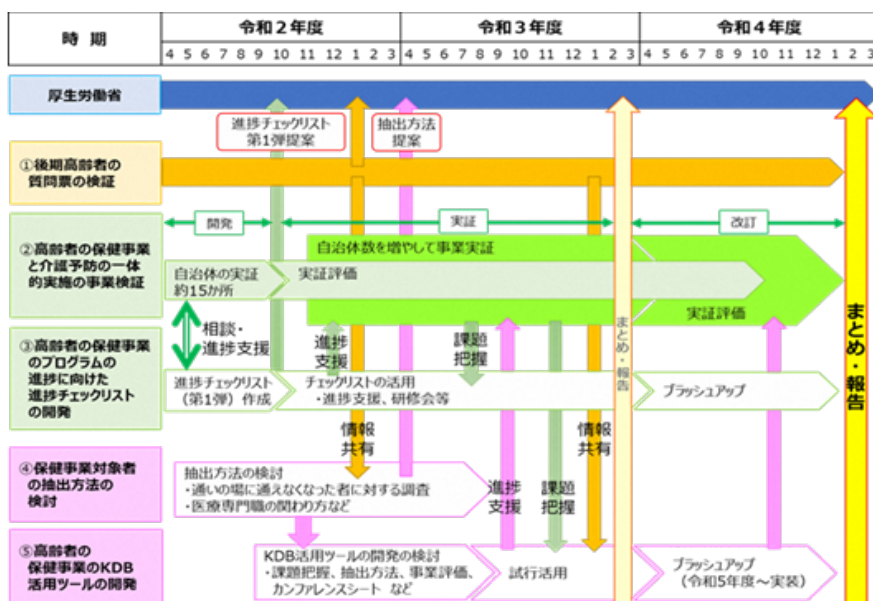 時 期
令和２年度
令和３年度
令和４年度
4 5 6 7 8 9 10 11 12 1 2 3
4 5 6 7 8 9 10 11 12 1 2 3
4 5 6 7 8 9 10 11 12 1 2 3
厚生労働省
進捗チェックリスト
第1弾提案
抽出方法
提案
①後期高齢者の
質問票の検証
開発
実証
改訂
②高齢者の保健事業
と介護予防の一体
的実施の事業検証
自治体数を増やして事業実証
自治体の実証
約15か所
実証評価
実証評価
相談・
進捗支援
進捗
支援
課題
把握
まとめ・報告
まとめ・報告
③高齢者の保健事業
のプログラムの
進捗に向けた
進捗チェックリスト
の開発
進捗チェックリスト
（第1弾）作成
チェックリストの活用
・進捗支援、研修会等
ブラッシュアップ
情報
共有
情報
共有
④保健事業対象者
の抽出方法の
検討
抽出方法の検討
・通いの場に通えなくなった者に対する調査
・医療専門職の関わり方など
進捗
支援
課題
把握
⑤高齢者の
保健事業のKDB
活用ツールの開発
KDB活用ツールの開発の検討
・課題把握、抽出方法、事業評価、
カンファレンスシート など
試行活用
ブラッシュアップ
（令和5年度～実装）